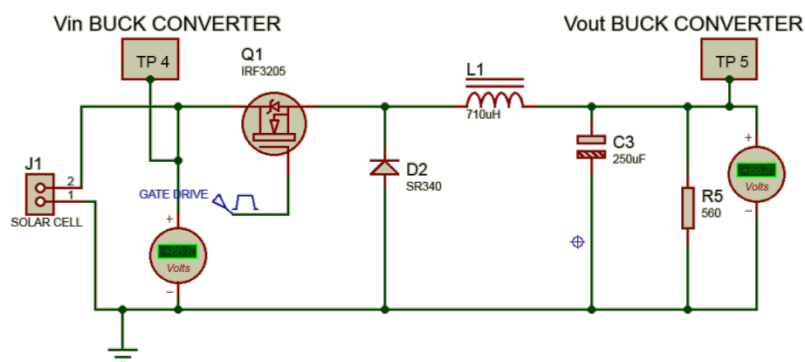 Vin BUCK CONVERTER
Vout BUCK CONVERTER
TP 4
Q1
IRF3205
L1
710uH
TP 5
J1
2
1
SOLAR CELL
GATE DRIVE
D2
SR340
C3
250uF
R5
560
+
Volts
−
+
Volts
−